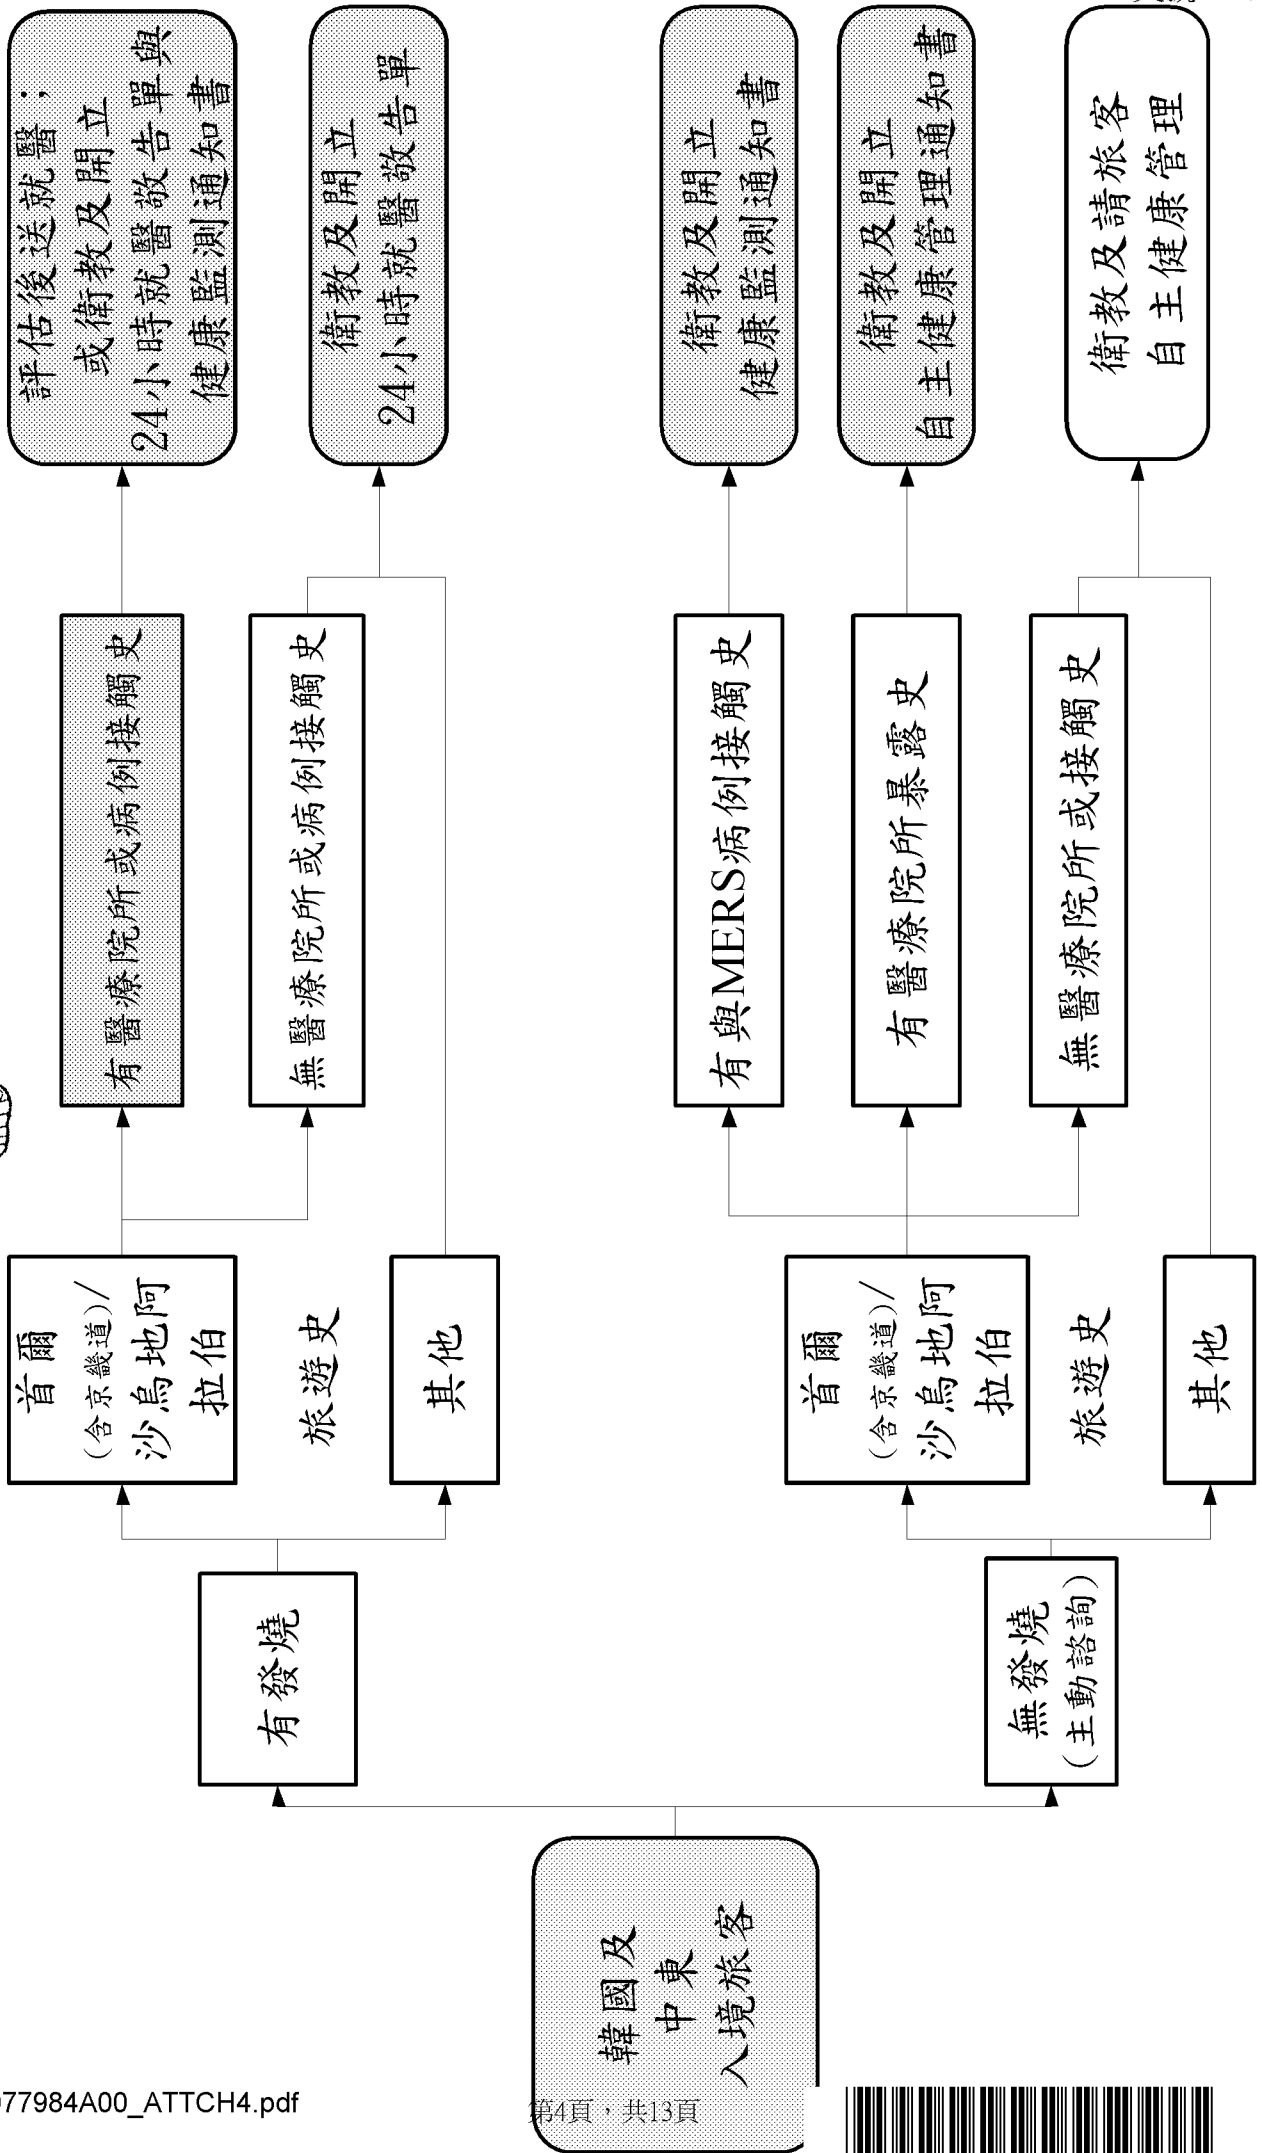 韓國及
中東
入境旅客
有發燒
無發燒
(主動諮詢)
首爾
(含京畿道)/
沙烏地阿
拉伯
旅遊史
其他
首爾
(含京畿道)/
沙烏地阿
拉伯
旅遊史
其他
有醫療院所或病例接觸史
無醫療院所或病例接觸史
有與MERS病例接觸史
有醫療院所暴露史
無醫療院所或接觸史
評估後送就醫;
或衛教及開立
24小時就醫敬告單與
健康監測通知書
衛教及開立
24小時就醫敬告單
衛教及開立
健康監測通知書
衛教及開立
自主健康管理通知書
衛教及請旅客
自主健康管理
77984A00_ATTCH4.pdf
第4頁，共13頁